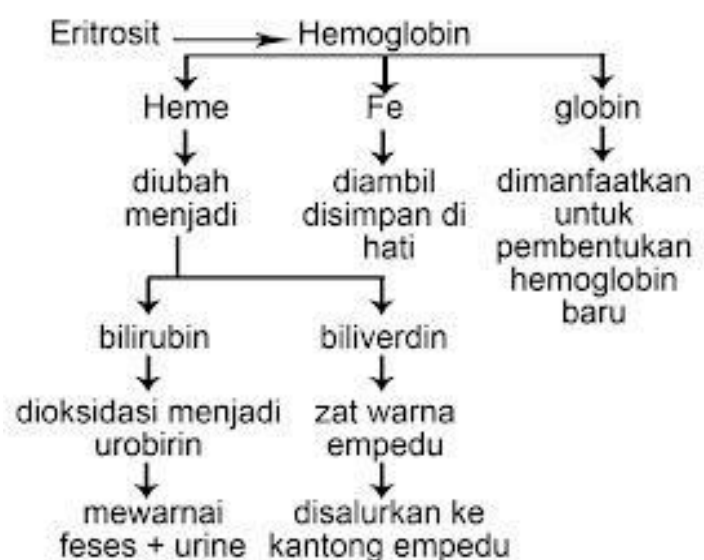 Eritrosit Hemoglobin
Heme Fe globin
diubah
menjadi
diambil
disimpan di
hati
dimanfaatkan
untuk
pembentukan
hemoglobin
baru
bilirubin biliverdin
dioksidasi menjadi
urobirin
zat warna
empedu
mewarnai
feses + urine
disalurkan ke
kantong empedu